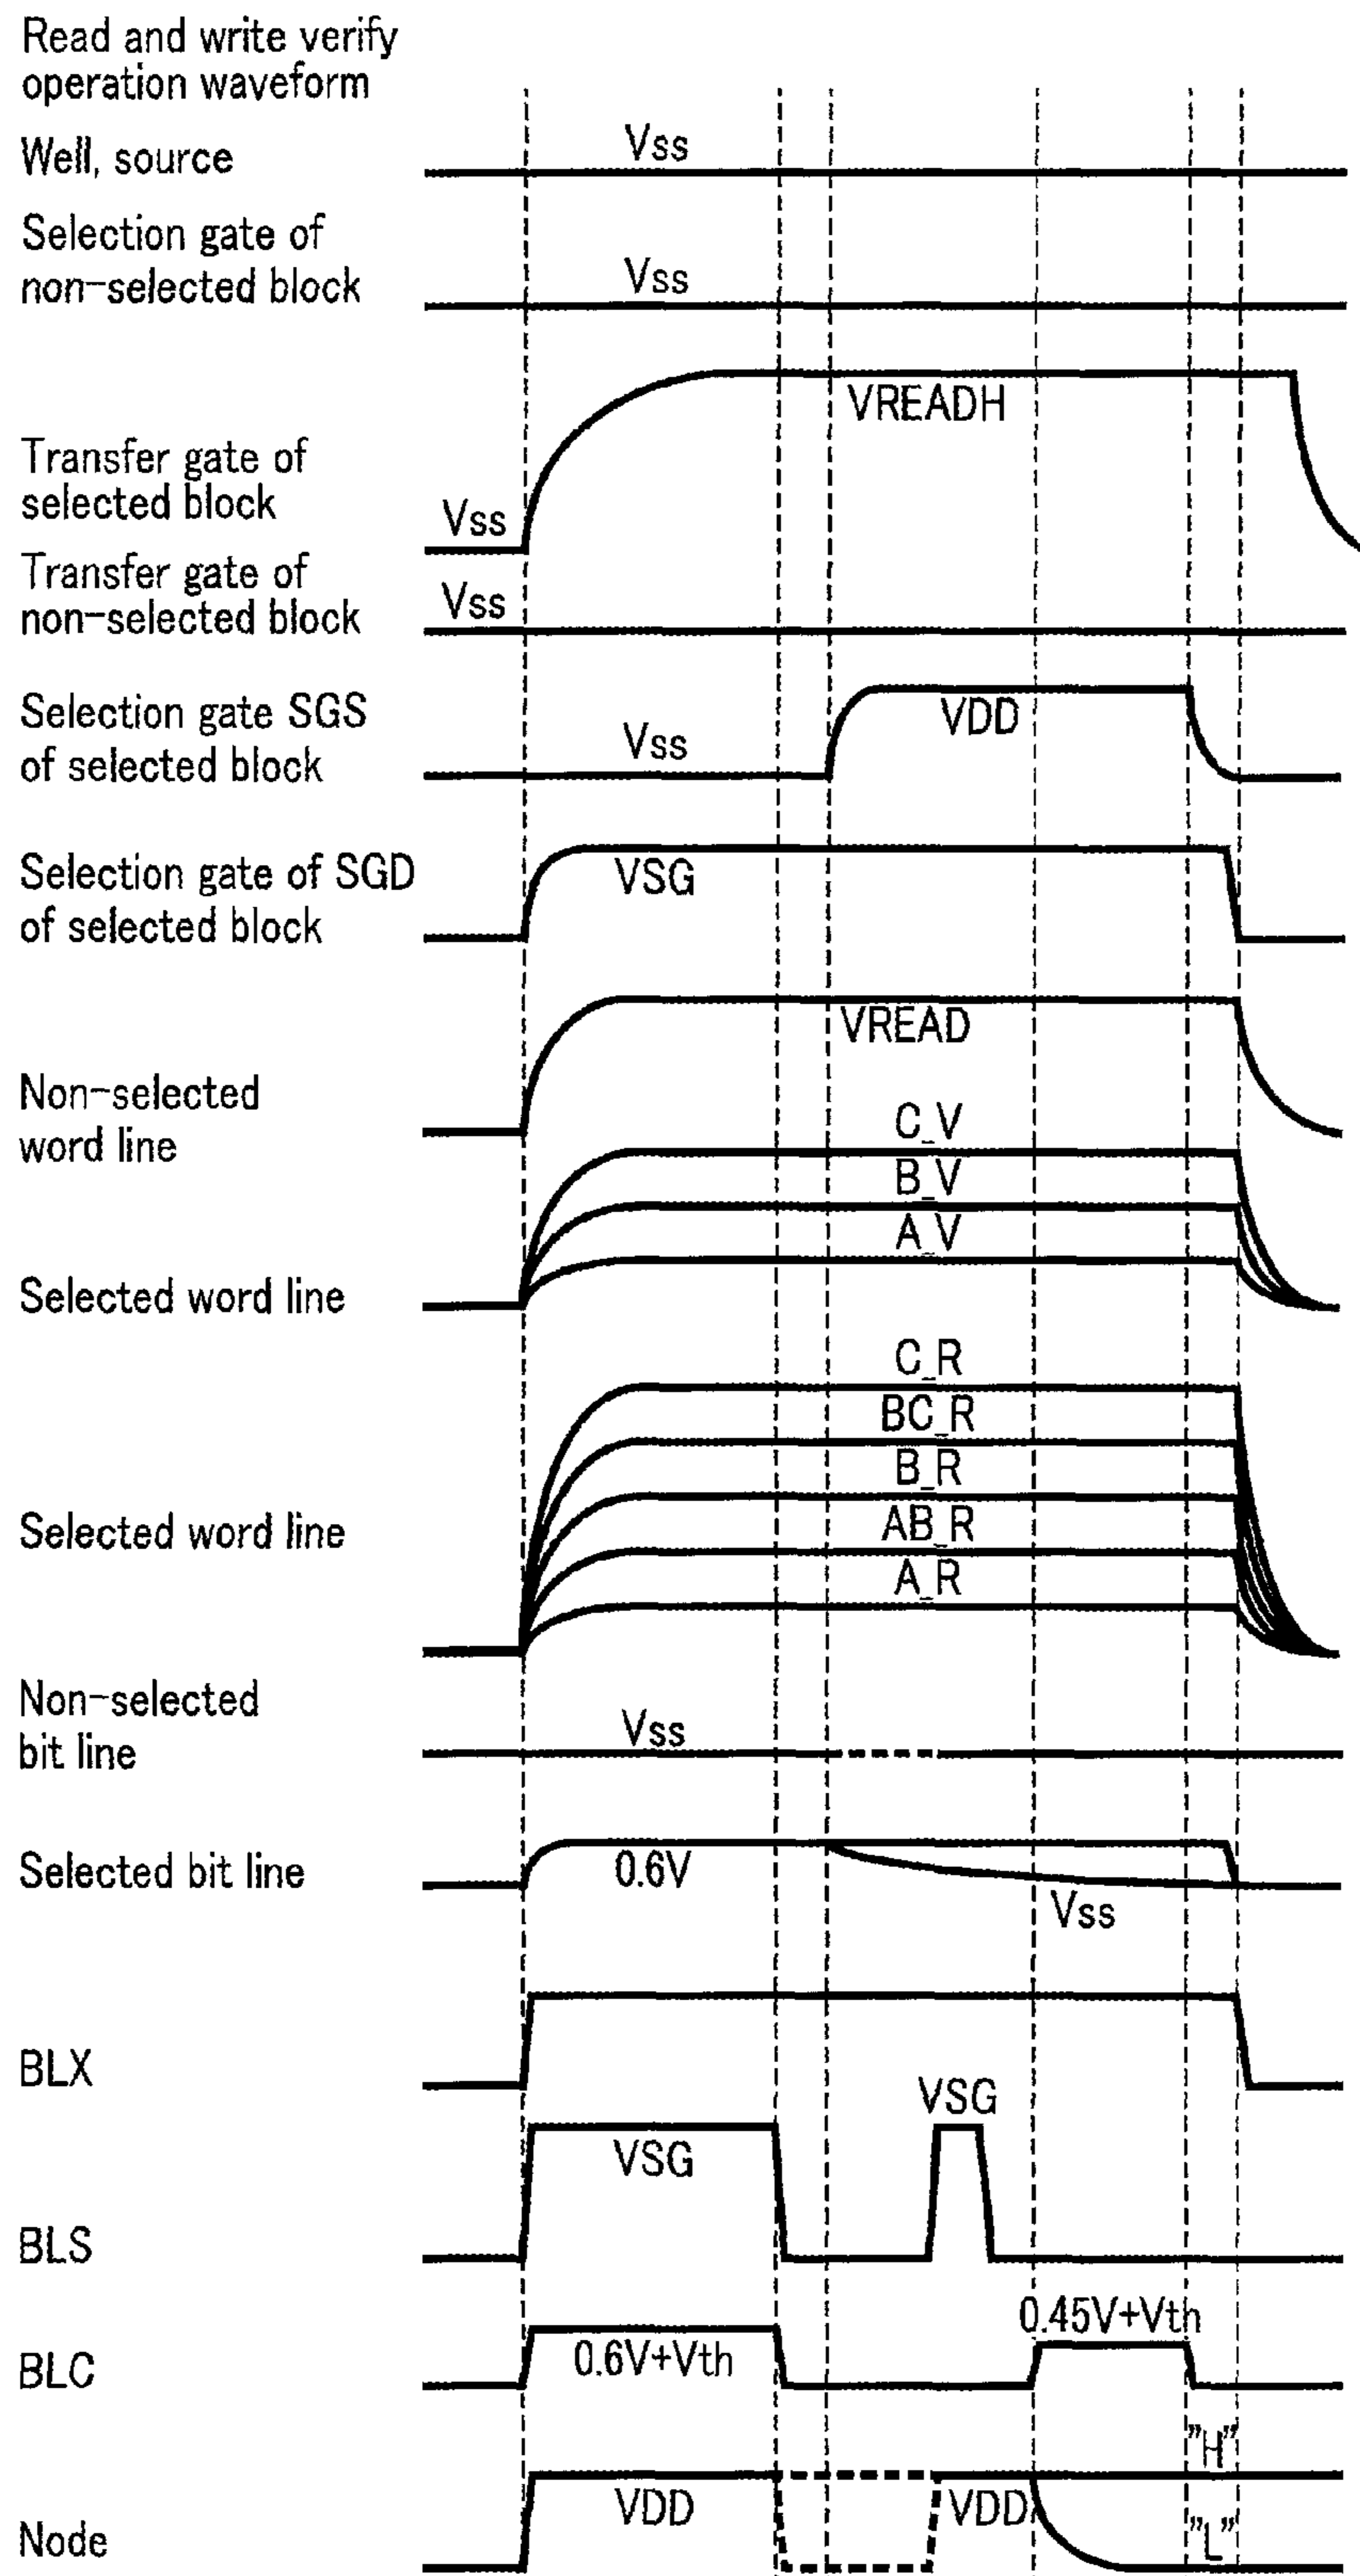 Read and write verify
operation waveform
Well, source
Vss
Selection gate of
non-selected block
Vss
VREADH
Transfer gate of
selected block
Vss
Transfer gate of
non-selected block
Vss
Selection gate SGS
of selected block
Vss
VDD
Selection gate of SGD
of selected block
VSG
VREAD
Non-selected
word line
C_V
B_V
A_V
Selected word line
C_R
BC_R
B_R
AB_R
A_R
Selected word line
Non-selected
bit line
Vss
Selected bit line
0.6V
Vss
BLX
VSG
VSG
BLS
0.45V+Vth
0.6V+Vth
BLC
"H"
VDD
VDD
"L"
Node